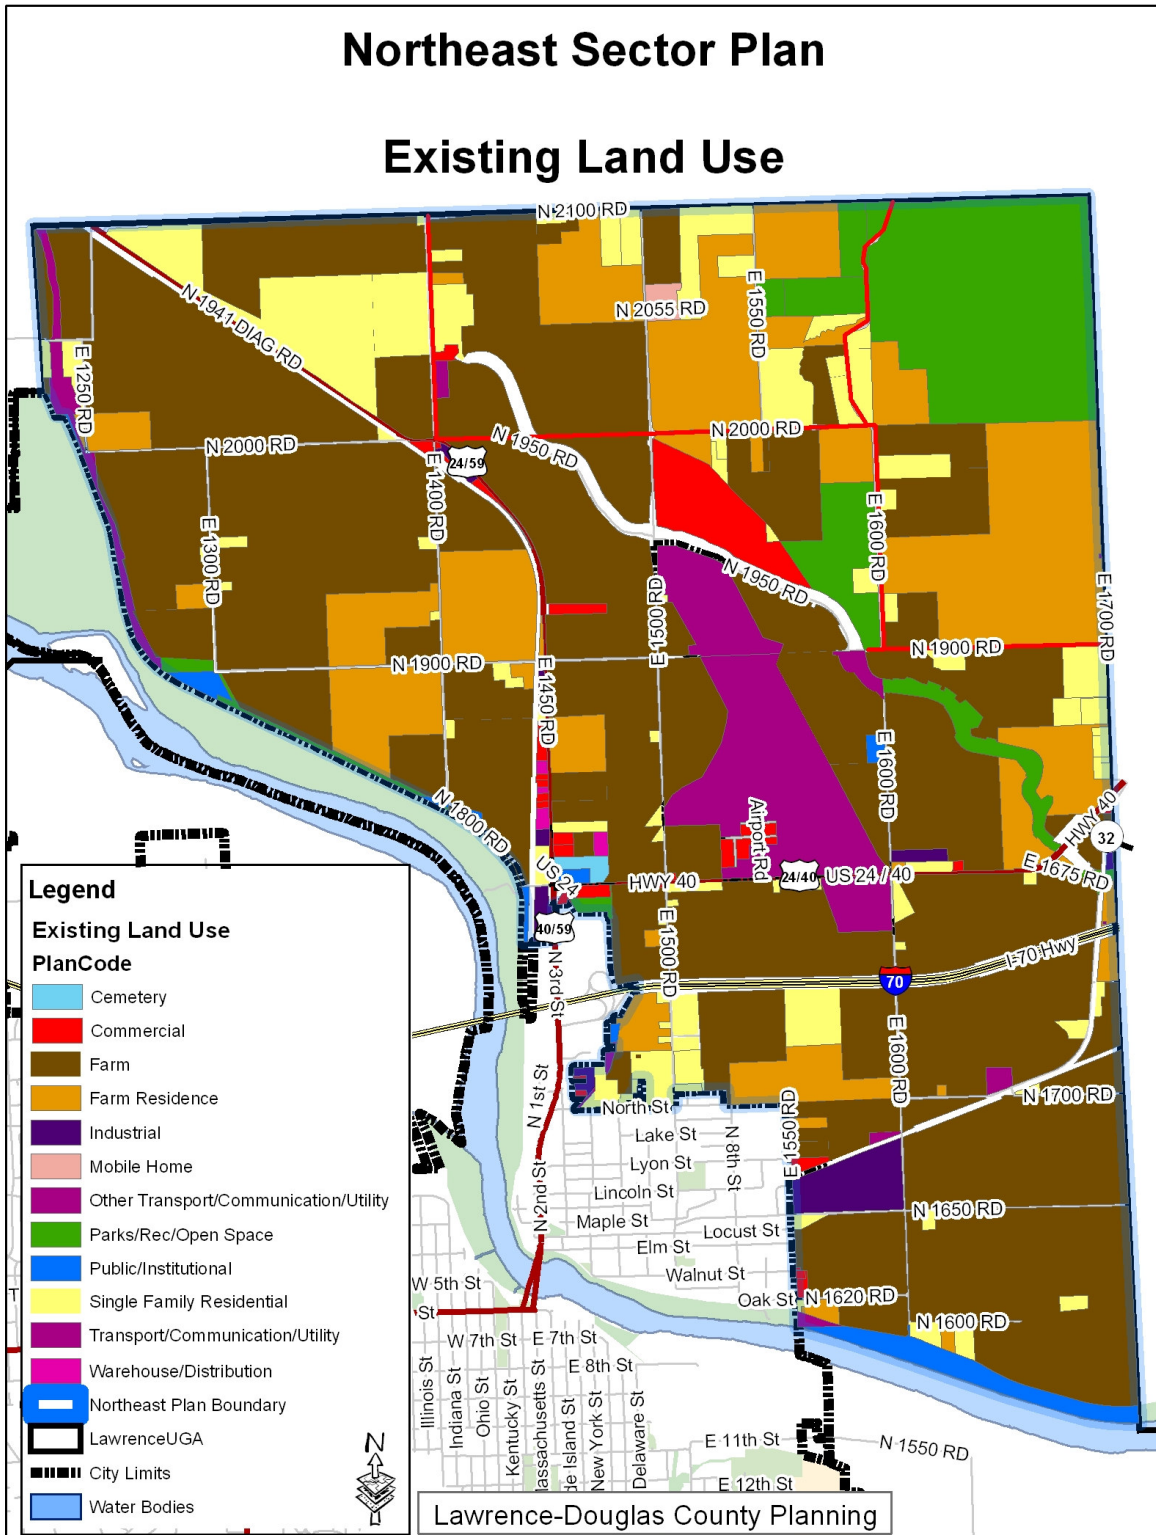 Northeast Sector Plan
Existing Land Use
N 2100 RD
N 1941 DIAG RD
E 1550 RD
N 2055 RD
E 1250 RD
N 2000 RD
N 1950 RD
N 2000 RD
24/59
E 1400 RD
E 1300 RD
E 1600 RD
N 1950 RD
E 1500 RD
E 1700 RD
N 1900 RD
N 1900 RD
E 1450 RD
E 1600 RD
N 1800 RD
Airport Rd
HWY 40
32
US 24
HWY 40
24/40
US 24 / 40
E 1675 RD
40/59
E 1500 RD
I-70 Hwy
70
N 3rd St
E 1600 RD
N 1st St
North St
N 1700 RD
Lake St
N 8th St
E 1550 RD
Lyon St
Lincoln St
N 2nd St
Maple St
Locust St
N 1650 RD
Elm St
Walnut St
W 5th St
Oak St
N 1620 RD
St
W 7th St
E 7th St
N 1600 RD
E 8th St
Illinois St
Indiana St
Ohio St
Kentucky St
assachusetts St
de Island St
New York St
Delaware St
E 11th St
N 1550 RD
E 12th St
Legend
Existing Land Use
PlanCode
Cemetery
Commercial
Farm
Farm Residence
Industrial
Mobile Home
Other Transport/Communication/Utility
Parks/Rec/Open Space
Public/Institutional
Single Family Residential
Transport/Communication/Utility
Warehouse/Distribution
Northeast Plan Boundary
LawrenceUGA
City Limits
Water Bodies
N
T
Lawrence-Douglas County Planning